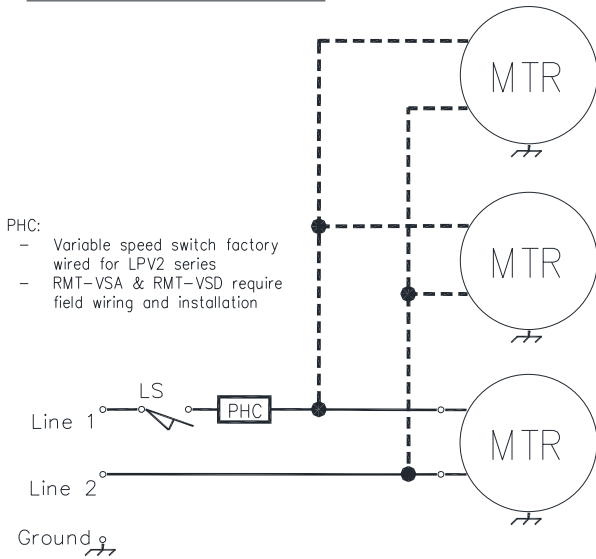 MTR
MTR
PHC:
- Variable speed switch factory
wired for LPV2 series
- RMT-VSA & RMT-VSD require
field wiring and installation
LS
Line 1
PHC
MTR
Line 2
Ground